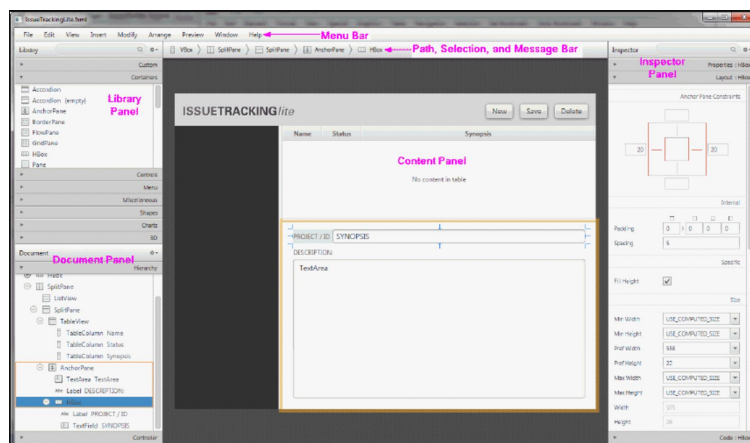 IssueTrackingLite.fxml
File Edit View Insert Modify Arrange Preview Window Help
Menu Bar
Library
VBox SplitPane SplitPane AnchorPane HBox
Path, Selection, and Message Bar
Inspector
Custom
Containers
Accordion
Accordion (empty)
AnchorPane
BorderPane
FlowPane
GridPane
HBox
Pane
Library
Panel
Controls
Menu
Miscellaneous
Shapes
Charts
3D
Document
Document Panel
Hierarchy
HBox
SplitPane
ListView
SplitPane
TableView
TableColumn Name
TableColumn Status
TableColumn Synopsis
AnchorPane
TextArea TextArea
Abc Label DESCRIPTION:
HBox
Abc Label PROJECT / ID
TextField SYNOPSIS
Controller
ISSUETRACKINGlite
New Save Delete
Name Status Synopsis
Content Panel
No content in table
PROJECT / ID SYNOPSIS
DESCRIPTION:
TextArea
Inspector
Panel
Properties : HBox
Layout : HBox
Anchor Pane Constraints
20 20
Internal
Padding 0 0 0 0
Spacing 5
Specific
Fill Height
Size
Min Width USE_COMPUTED_SIZE
Min Height USE_COMPUTED_SIZE
Pref Width
Pref Height 22
Max Width USE_COMPUTED_SIZE
Max Height USE_COMPUTED_SIZE
Width
Height
Code : HBox